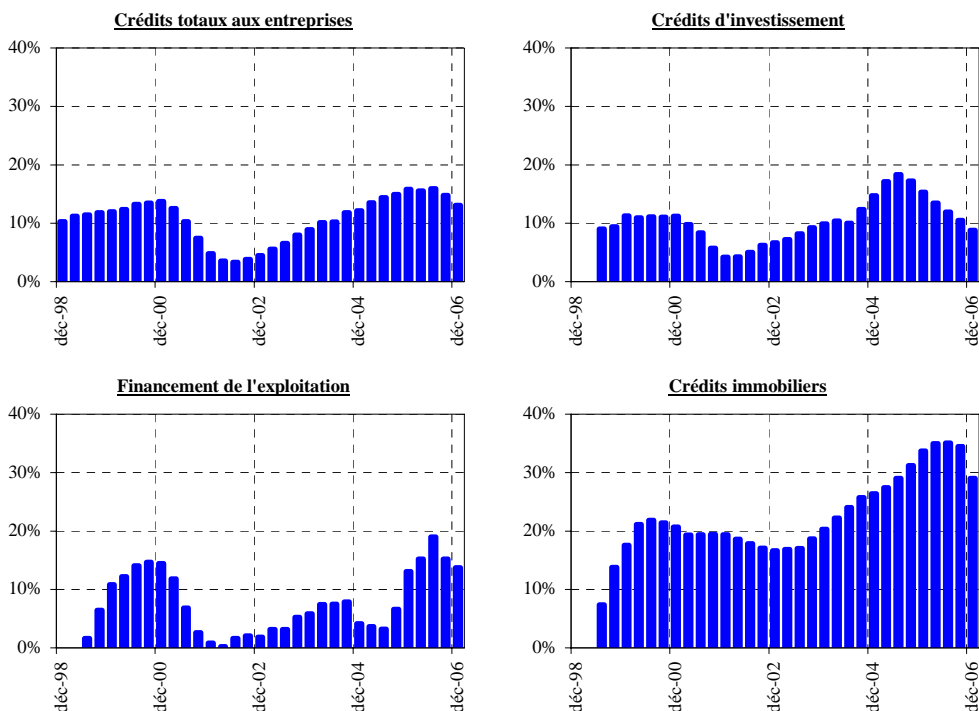 Crédits totaux aux entreprises
40%
30%
20%
10%
0%
déc-98
déc-00
déc-02
déc-04
déc-06
Crédits d'investissement
40%
30%
20%
10%
0%
déc-98
déc-00
déc-02
déc-04
déc-06
Financement de l'exploitation
40%
30%
20%
10%
0%
déc-98
déc-00
déc-02
déc-04
déc-06
Crédits immobiliers
40%
30%
20%
10%
0%
déc-98
déc-00
déc-02
déc-04
déc-06